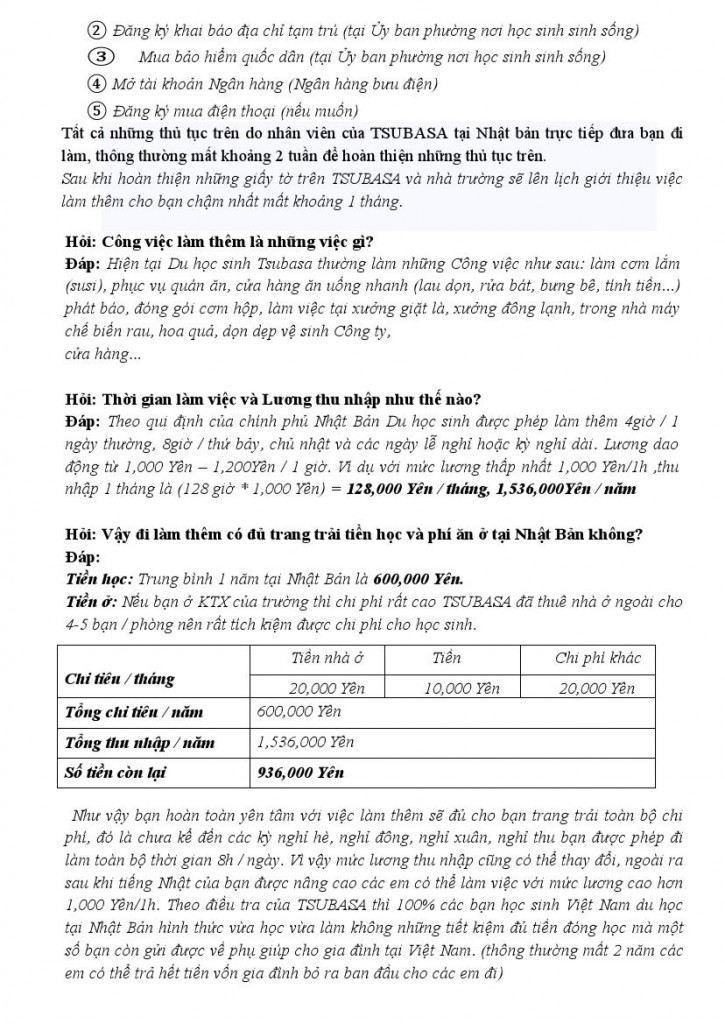 ② Đăng ký khai báo địa chỉ tạm trú (tại Ủy ban phường nơi học sinh sinh sống)
③ Mua bảo hiểm quốc dân (tại Ủy ban phường nơi học sinh sinh sống)
④ Mở tài khoản Ngân hàng (Ngân hàng bưu điện)
⑤ Đăng ký mua điện thoại (nếu muốn)
Tất cả những thủ tục trên do nhân viên của TSUBASA tại Nhật bản trực tiếp đưa bạn đi
làm, thông thường mất khoảng 2 tuần để hoàn thiện những thủ tục trên.
Sau khi hoàn thiện những giấy tờ trên TSUBASA và nhà trường sẽ lên lịch giới thiệu việc
làm thêm cho bạn chậm nhất mất khoảng 1 tháng.
Hỏi: Công việc làm thêm là những việc gì?
Đáp: Hiện tại Du học sinh Tsubasa thường làm những Công việc như sau: làm cơm lắm
(susi), phục vụ quán ăn, cửa hàng ăn uống nhanh (lau dọn, rửa bát, bưng bê, tính tiền...)
phát báo, đóng gói cơm hộp, làm việc tại xưởng giặt là, xưởng đông lạnh, trong nhà máy
chế biến rau, hoa quả, dọn dẹp vệ sinh Công ty,
cửa hàng...
Hỏi: Thời gian làm việc và Lương thu nhập như thế nào?
Đáp: Theo qui định của chính phủ Nhật Bản Du học sinh được phép làm thêm 4giờ / 1
ngày thường, 8giờ / thứ bảy, chủ nhật và các ngày lễ nghỉ hoặc kỳ nghỉ dài. Lương dao
động từ 1,000 Yên – 1,200Yên / 1 giờ. Ví dụ với mức lương thấp nhất 1,000 Yên/1h ,thu
nhập 1 tháng là (128 giờ * 1,000 Yên) = 128,000 Yên / tháng, 1,536,000Yên / năm
Hỏi: Vậy đi làm thêm có đủ trang trải tiền học và phí ăn ở tại Nhật Bản không?
Đáp:
Tiền học: Trung bình 1 năm tại Nhật Bản là 600,000 Yên.
Tiền ở: Nếu bạn ở KTX của trường thì chi phí rất cao TSUBASA đã thuê nhà ở ngoài cho
4-5 bạn / phòng nên rất tích kiệm được chi phí cho học sinh.
Chi tiêu / tháng Tiền nhà ở Tiền Chi phí khác
20,000 Yên 10,000 Yên 20,000 Yên
Tổng chi tiêu / năm 600,000 Yên
Tổng thu nhập / năm 1,536,000 Yên
Số tiền còn lại 936,000 Yên
Như vậy bạn hoàn toàn yên tâm với việc làm thêm sẽ đủ cho bạn trang trải toàn bộ chi
phí, đó là chưa kể đến các kỳ nghỉ hè, nghỉ đông, nghỉ xuân, nghỉ thu bạn được phép đi
làm toàn bộ thời gian 8h / ngày. Vì vậy mức lương thu nhập cũng có thể thay đổi, ngoài ra
sau khi tiếng Nhật của bạn được nâng cao các em có thể làm việc với mức lương cao hơn
1,000 Yên/1h. Theo điều tra của TSUBASA thì 100% các bạn học sinh Việt Nam du học
tại Nhật Bản hình thức vừa học vừa làm không những tiết kiệm đủ tiền đóng học mà một
số bạn còn gửi được về phụ giúp cho gia đình tại Việt Nam. (thông thường mất 2 năm các
em có thể trả hết tiền vốn gia đình bỏ ra ban đầu cho các em đi)